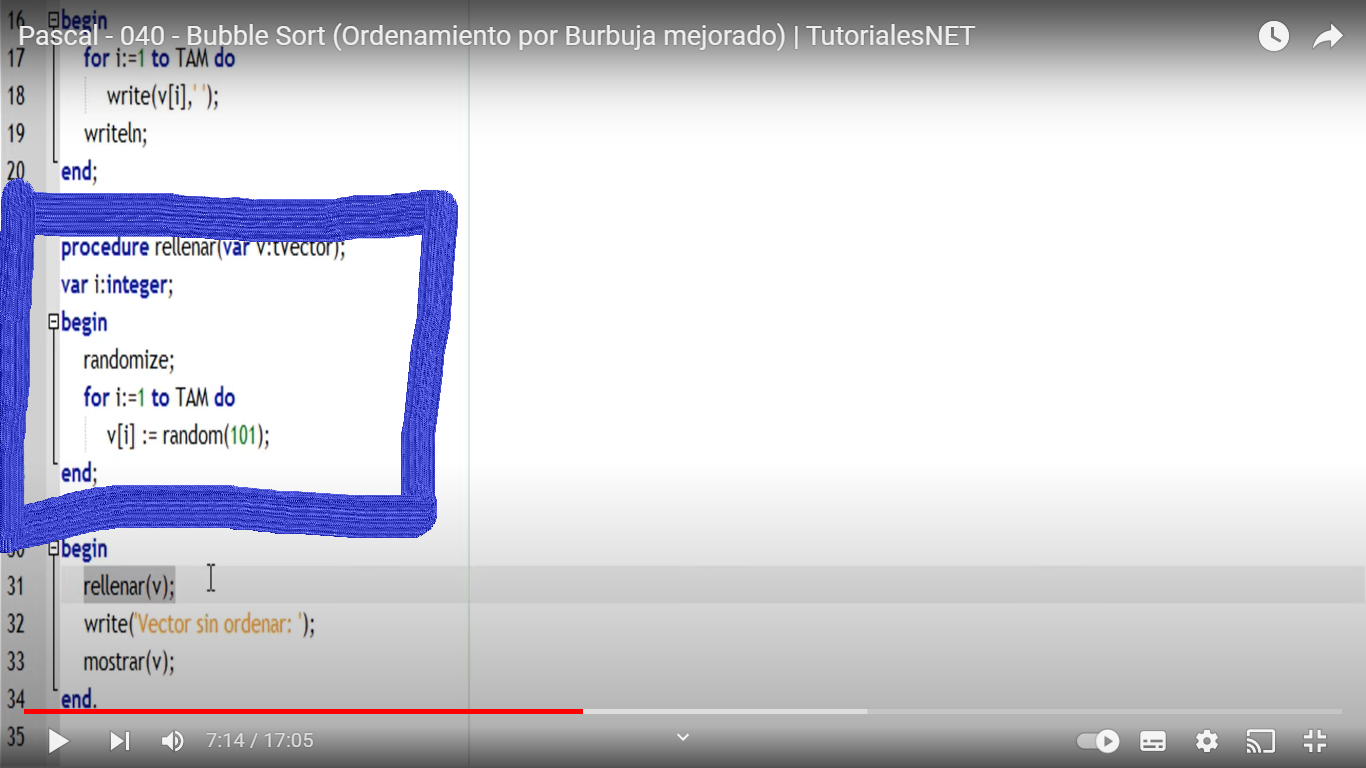 16 begin
Pascal - 040 - Bubble Sort (Ordenamiento por Burbuja mejorado) | TutorialesNET
17 for i:=1 to TAM do
18 write(v[i],' ');
19 writeln;
20 end;
procedure rellenar(var v:tVector);
var i:integer;
begin
randomize;
for i:=1 to TAM do
v[i] := random(101);
end;
30 begin
31 rellenar(v);
32 write('Vector sin ordenar: ');
33 mostrar(v);
34 end.
35
7:14 / 17:05